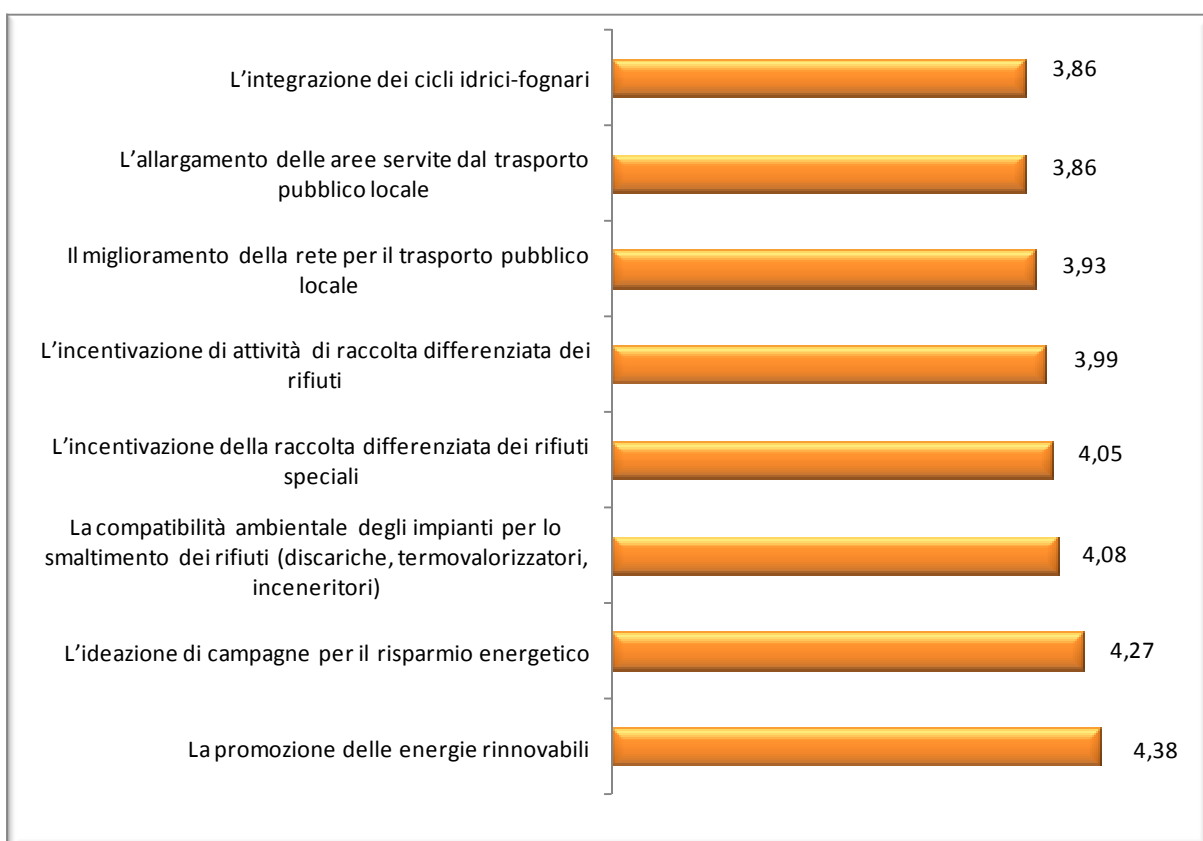 L'integrazione dei cicli idrici-fognari
3,86
L'allargamento delle aree servite dal trasporto
pubblico locale
3,86
Il miglioramento della rete per il trasporto pubblico
locale
3,93
L'incentivazione di attività di raccolta differenziata dei
rifiuti
3,99
L'incentivazione della raccolta differenziata dei rifiuti
speciali
4,05
La compatibilità ambientale degli impianti per lo
smaltimento dei rifiuti (discariche, termovalorizzatori,
inceneritori)
4,08
L'ideazione di campagne per il risparmio energetico
4,27
La promozione delle energie rinnovabili
4,38